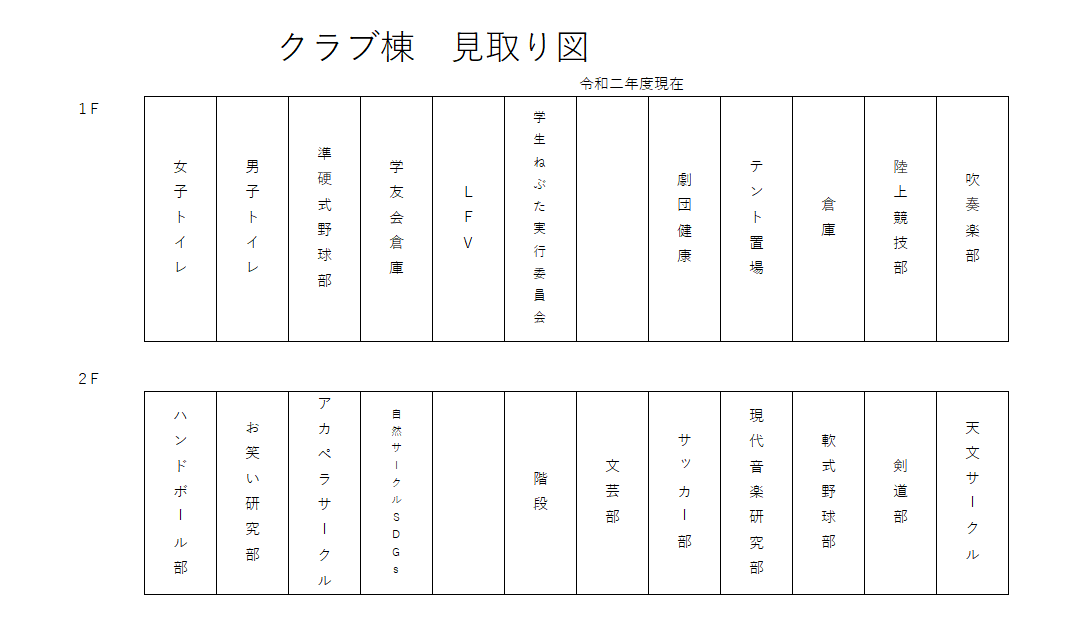 クラブ棟　見取り図
令和二年度現在
1F
女子トイレ
男子トイレ
準硬式野球部
学友会倉庫
LFV
学生ねぶた実行委員会
劇団健康
テント置場
倉庫
陸上競技部
吹奏楽部
2F
ハンドボール部
お笑い研究部
アカペラサークル
自然サークルSDGs
階段
文芸部
サッカー部
現代音楽研究部
軟式野球部
剣道部
天文サークル